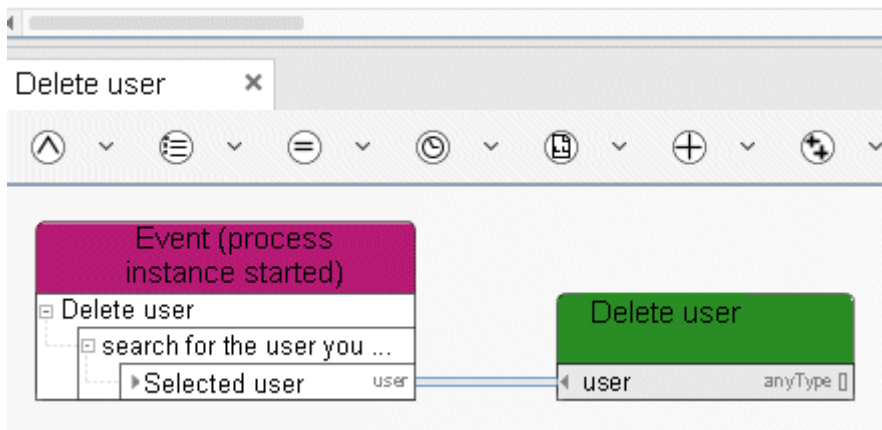 Delete user
Event (process
instance started)
Delete user
search for the user you ...
Selected user user
Delete user
user anyType []